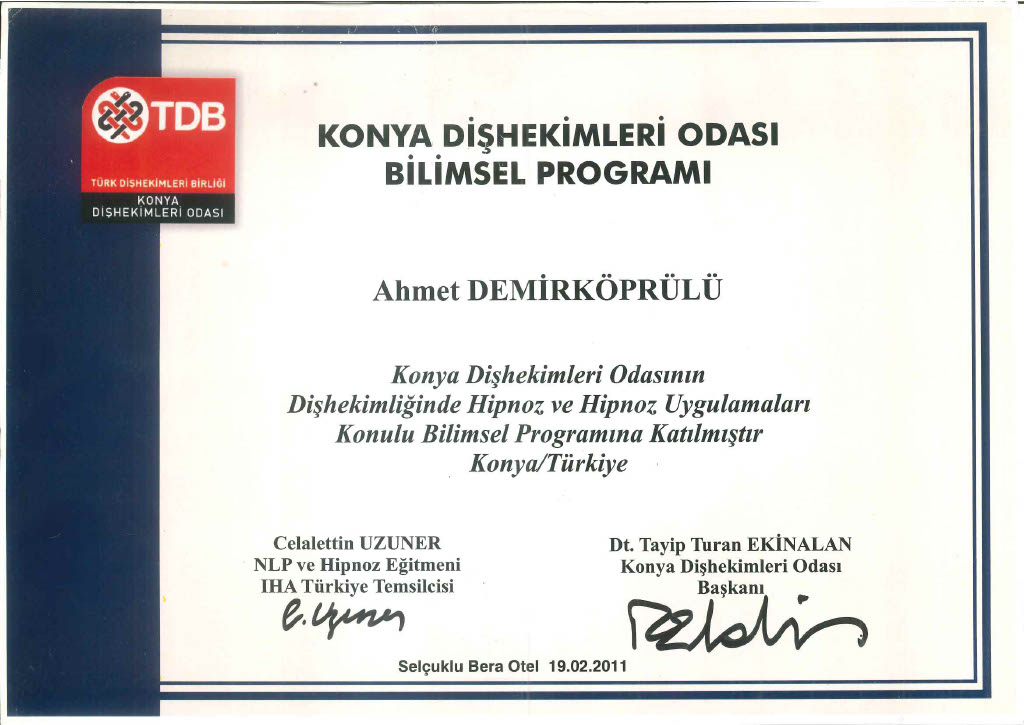 TDB
TÜRK DİŞHEKİMLERİ BİRLİĞİ
KONYA
DİŞHEKİMLERİ ODASI
KONYA DİŞHEKİMLERİ ODASI
BİLİMSEL PROGRAMI
Ahmet DEMİRKÖPRÜLÜ
Konya Dişhekimleri Odasının
Dişhekimliğinde Hipnoz ve Hipnoz Uygulamaları
Konulu Bilimsel Programına Katılmıştır
Konya/Türkiye
Celalettin UZUNER
NLP ve Hipnoz Eğitmeni
IHA Türkiye Temsilcisi
C. Uzuner
Dt. Tayip Turan EKİNALAN
Konya Dişhekimleri Odası
Başkanı
Selçuklu Bera Otel 19.02.2011